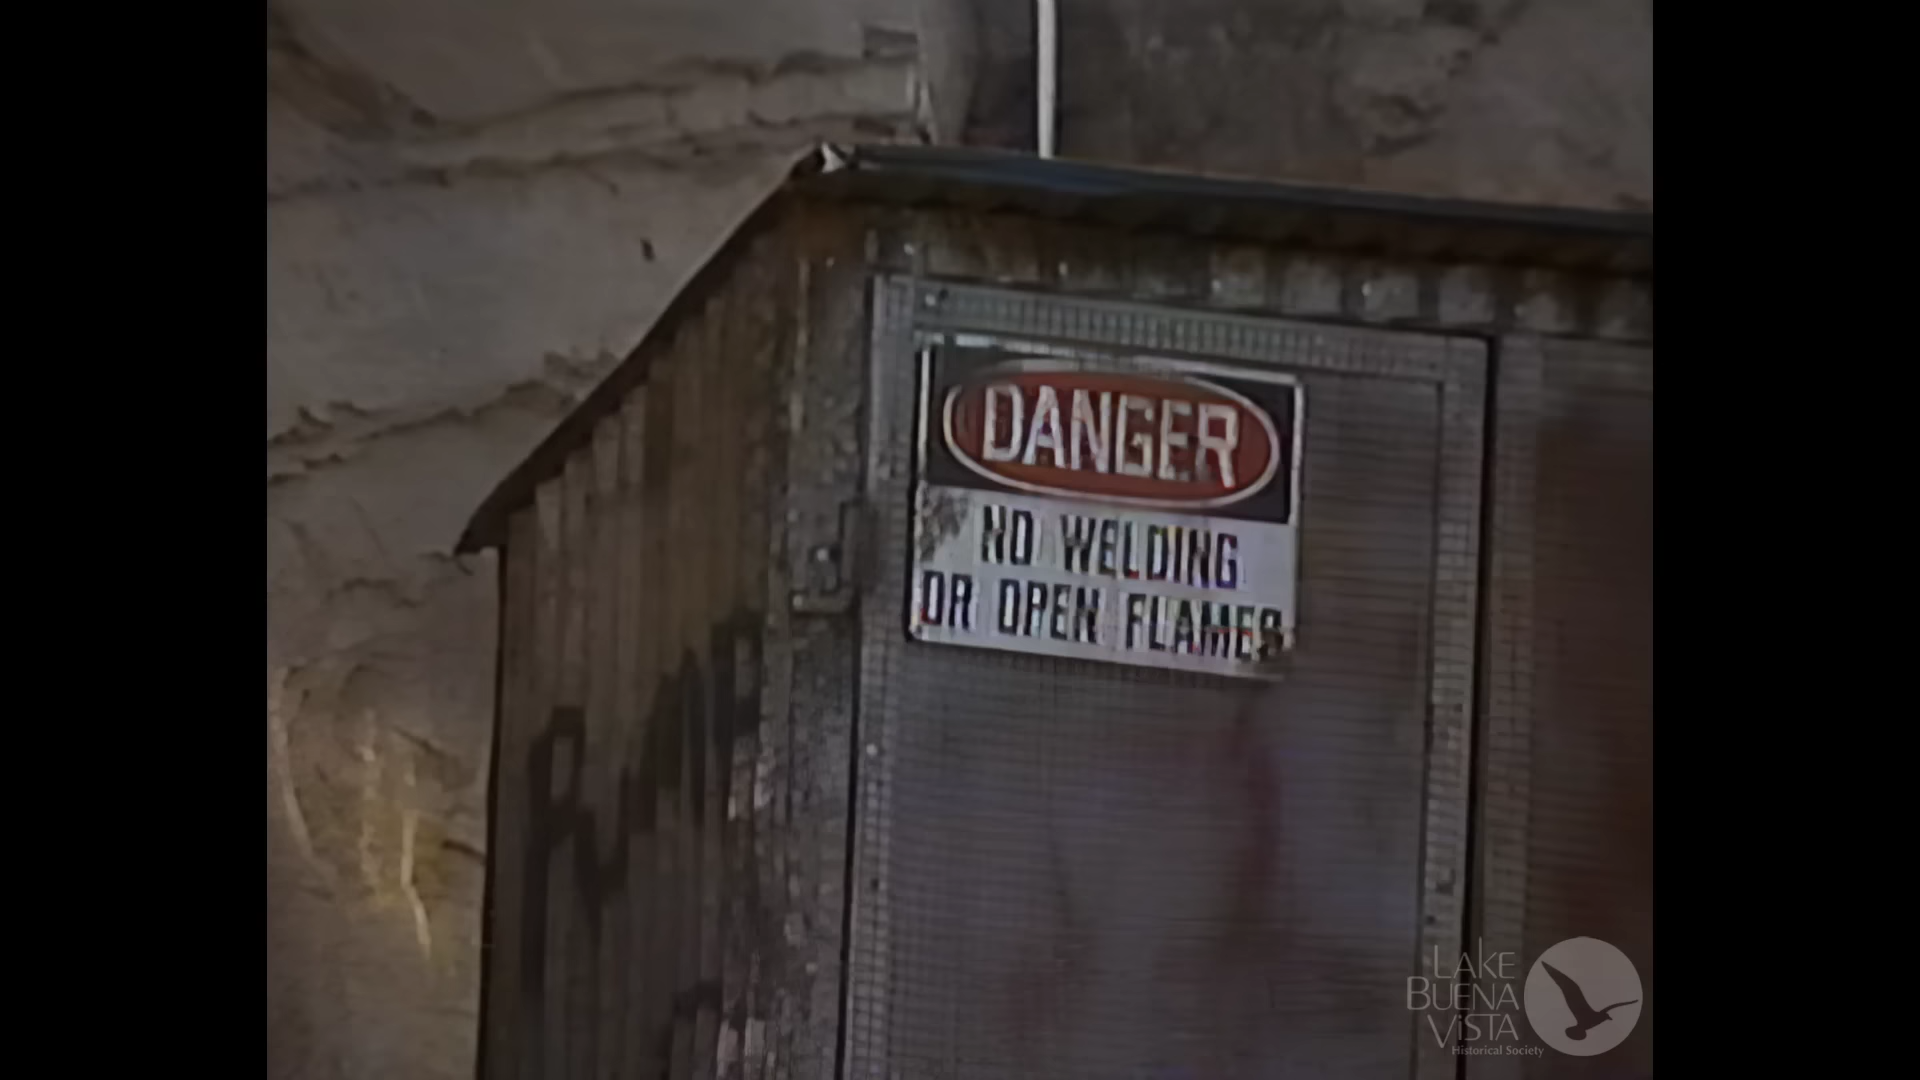 DANGER
NO WELDING
OR OPEN FLAMES
LAKE
BUENA
ViSTA
Historical Society